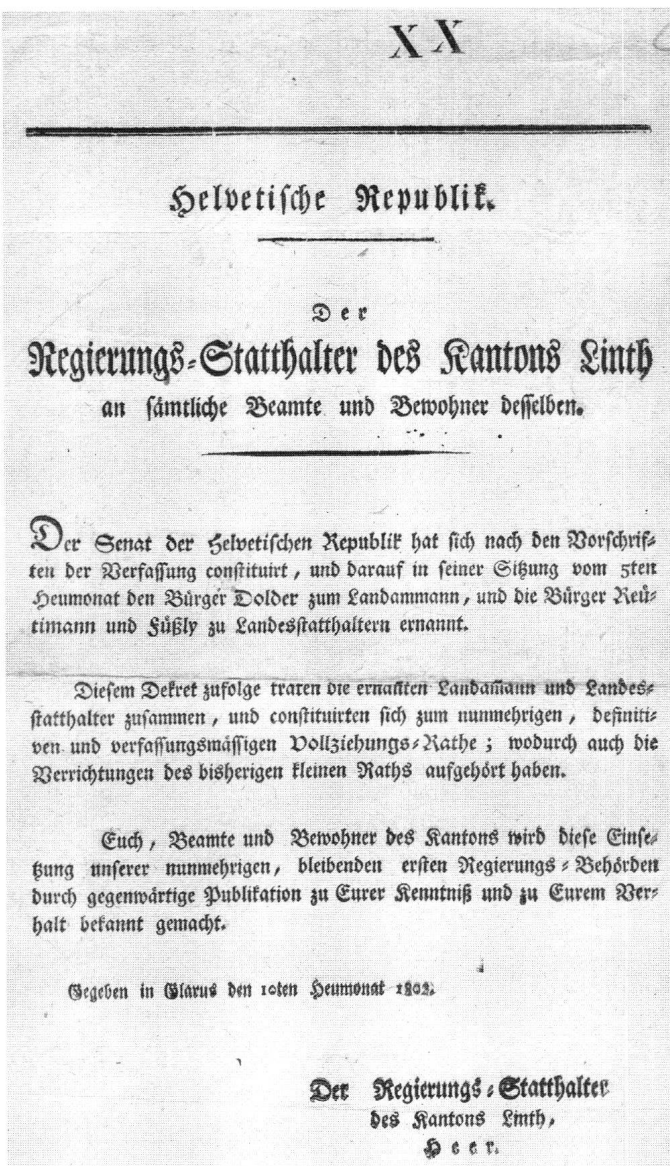 XX
Helvetische Republik.
Der
Regierungs-Statthalter des Kantons Linth
an sämtliche Beamte und Bewohner desselben.
Der Senat der Helvetischen Republik hat sich nach den Vorschrif-
ten der Verfassung constituirt, und darauf in seiner Sitzung vom 5ten
Heumonat den Bürger Dolder zum Landammann, und die Bürger Reü-
timann und Füßly zu Landesstatthaltern ernannt.
Diesem Dekret zufolge traten die ernañten Landam̃ann und Landes-
statthalter zusammen, und constituirten sich zum nunmehrigen, definiti-
ven und verfassungsmässigen Vollziehungs-Rathe; wodurch auch die
Verrichtungen des bisherigen kleinen Raths aufgehört haben.
Euch, Beamte und Bewohner des Kantons wird diese Einse-
tzung unserer nunmehrigen, bleibenden ersten Regierungs-Behörden
durch gegenwärtige Publikation zu Eurer Kenntniß und zu Eurem Ver-
halt bekannt gemacht.
Gegeben in Glarus den 10ten Heumonat 1802.
Der Regierungs-Statthalter
des Kantons Linth,
Heer.